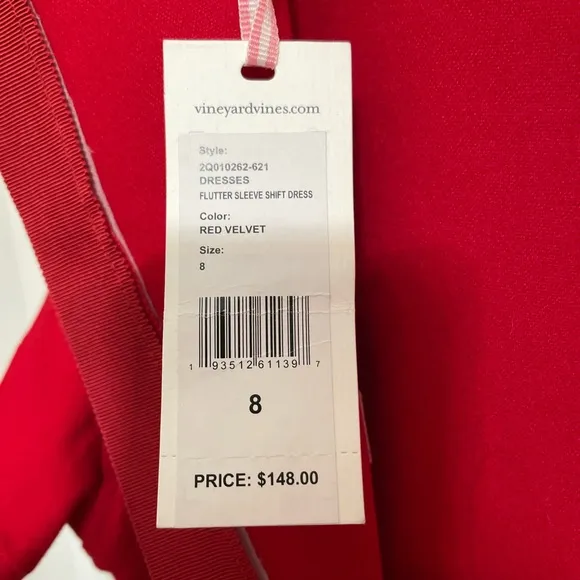 vineyardvines.com
Style:
2Q010262-621
DRESSES
FLUTTER SLEEVE SHIFT DRESS
Color:
RED VELVET
Size:
8
1 93512 61139 7
8
PRICE: $148.00